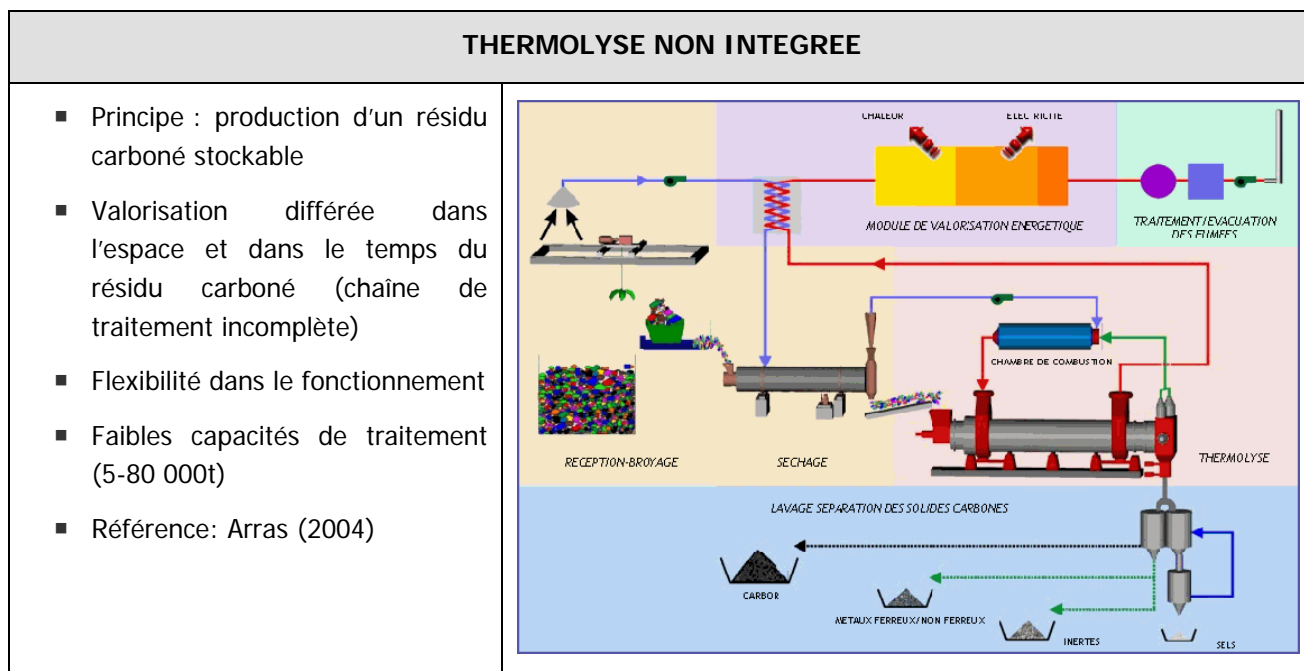 THERMOLYSE NON INTEGREE
▪ Principe : production d'un résidu
carboné stockable
▪ Valorisation différée dans
l'espace et dans le temps du
résidu carboné (chaîne de
traitement incomplète)
▪ Flexibilité dans le fonctionnement
▪ Faibles capacités de traitement
(5-80 000t)
▪ Référence: Arras (2004)
CHALEUR
ELEC RICITE
MODULE DE VALORISATION ENERGETIQUE
TRAITEMENT/EVACUATION
DES FUMEES
CHAMBRE DE COMBUSTION
RECEPTION-BROYAGE
SECHAGE
THERMOLYSE
LAVAGE SEPARATION DES SOLIDES CARBONES
CARBOR
METAUX FERREUX/NON FERREUX
INERTES
SELS